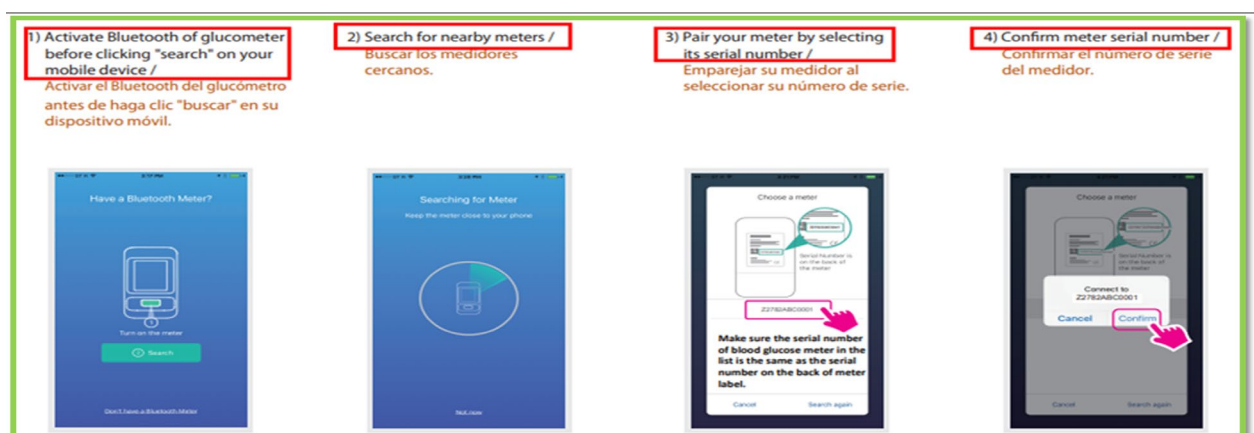 1) Activate Bluetooth of glucometer
before clicking "search" on your
mobile device /
Activar el Bluetooth del glucómetro
antes de haga clic "buscar" en su
dispositivo móvil.
2) Search for nearby meters /
Buscar los medidores
cercanos.
3) Pair your meter by selecting
its serial number /
Emparejar su medidor al
seleccionar su número de serie.
4) Confirm meter serial number /
Confirmar el número de serie
del medidor.
Have a Bluetooth Meter?
1
Turn on the meter
2 Search
Don't have a Bluetooth Meter
Searching for Meter
Keep the meter close to your phone
Not now
Choose a meter
Serial Number is
on the back of
the meter
Z2782ABC0001
Make sure the serial number
of blood glucose meter in the
list is the same as the serial
number on the back of meter
label.
Cancel
Search again
Choose a meter
Serial Number is
on the back of
the meter
Connect to
Z2782ABC0001
Cancel
Confirm
Cancel
Search again